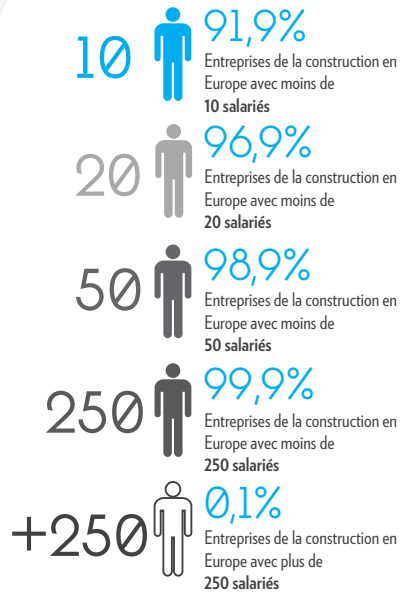 10
91,9%
Entreprises de la construction en
Europe avec moins de
10 salariés
20
96,9%
Entreprises de la construction en
Europe avec moins de
20 salariés
50
98,9%
Entreprises de la construction en
Europe avec moins de
50 salariés
250
99,9%
Entreprises de la construction en
Europe avec moins de
250 salariés
+250
0,1%
Entreprises de la construction en
Europe avec plus de
250 salariés